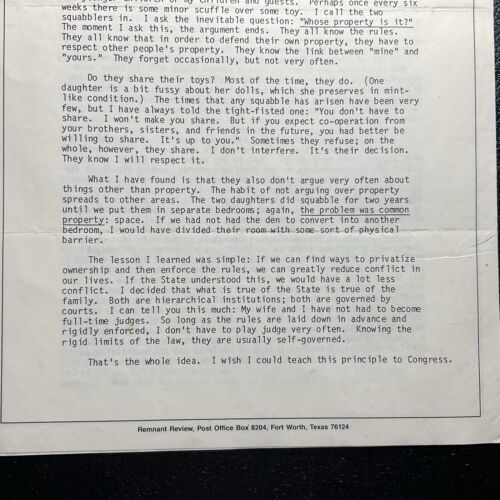 children of my children and guests. Perhaps once every six
weeks there is some minor scuffle over some toy. I call the two
squabblers in. I ask the inevitable question: "Whose property is it?"
The moment I ask this, the argument ends. They all know the rules.
They all know that in order to defend their own property, they have to
respect other people's property. They know the link between "mine" and
"yours." They forget occasionally, but not very often.
Do they share their toys? Most of the time, they do. (One
daughter is a bit fussy about her dolls, which she preserves in mint-
like condition.) The times that any squabble has arisen have been very
few, but I have always told the tight-fisted one: "You don't have to
share. I won't make you share. But if you expect co-operation from
your brothers, sisters, and friends in the future, you had better be
willing to share. It's up to you." Sometimes they refuse; on the
whole, however, they share. I don't interfere. It's their decision.
They know I will respect it.
What I have found is that they also don't argue very often about
things other than property. The habit of not arguing over property
spreads to other areas. The two daughters did squabble for two years
until we put them in separate bedrooms; again, the problem was common
property: space. If we had not had the den to convert into another
bedroom, I would have divided their room with some sort of physical
barrier.
The lesson I learned was simple: If we can find ways to privatize
ownership and then enforce the rules, we can greatly reduce conflict in
our lives. If the State understood this, we would have a lot less
conflict. I decided that what is true of the State is true of the
family. Both are hierarchical institutions; both are governed by
courts. I can tell you this much: My wife and I have not had to become
full-time judges. So long as the rules are laid down in advance and
rigidly enforced, I don't have to play judge very often. Knowing the
rigid limits of the law, they are usually self-governed.
That's the whole idea. I wish I could teach this principle to Congress.
Remnant Review, Post Office Box 8204, Fort Worth, Texas 76124